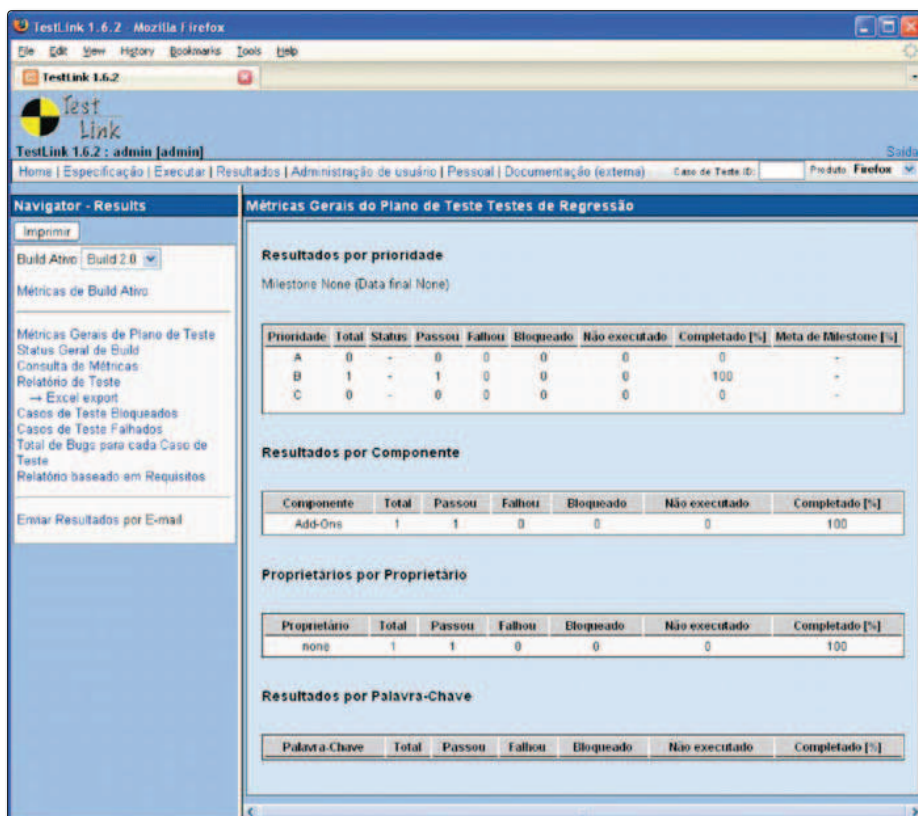 TestLink 1.6.2 - Mozilla Firefox
File Edit View History Bookmarks Tools Help
TestLink 1.6.2
Test
Link
TestLink 1.6.2 : admin [admin]
Saida
Home | Especificação | Executar | Resultados | Administração de usuário | Pessoal | Documentação (externa) Caso de Teste ID: Produto Firefox
Navigator - Results
Imprimir
Build Ativo Build 2.0
Métricas de Build Ativo
Métricas Gerais de Plano de Teste
Status Geral de Build
Consulta de Métricas
Relatório de Teste
→ Excel export
Casos de Teste Bloqueados
Casos de Teste Falhados
Total de Bugs para cada Caso de
Teste
Relatório baseado em Requisitos
Enviar Resultados por E-mail
Métricas Gerais do Plano de Teste Testes de Regressão
Resultados por prioridade
Milestone None (Data final None)
Prioridade Total Status Passou Falhou Bloqueado Não executado Completado [%] Meta de Milestone [%]
A 0 - 0 0 0 0 0 -
B 1 - 1 0 0 0 100 -
C 0 - 0 0 0 0 0 -
Resultados por Componente
Componente Total Passou Falhou Bloqueado Não executado Completado [%]
Add-Ons 1 1 0 0 0 100
Proprietários por Proprietário
Proprietário Total Passou Falhou Bloqueado Não executado Completado [%]
none 1 1 0 0 0 100
Resultados por Palavra-Chave
Palavra-Chave Total Passou Falhou Bloqueado Não executado Completado [%]